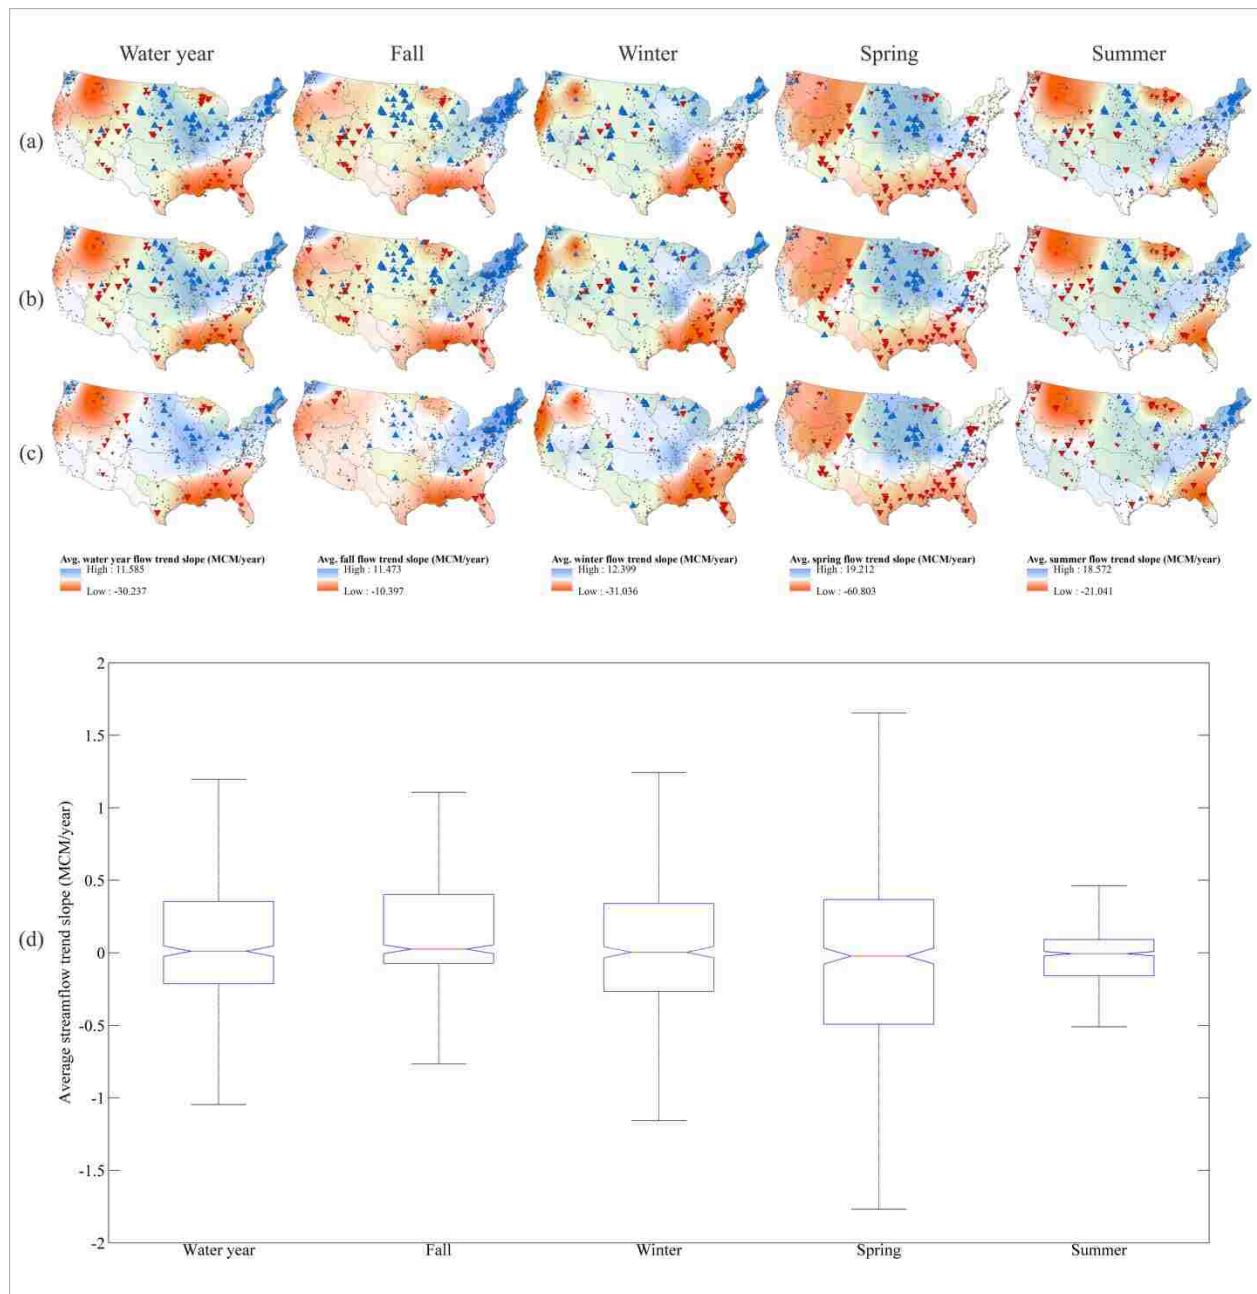 Water year Fall Winter Spring Summer
(a)
(b)
(c)
Avg. water year flow trend slope (MCM/year)
High : 11.585
Low : -30.237
Avg. fall flow trend slope (MCM/year)
High : 11.473
Low : -10.397
Avg. winter flow trend slope (MCM/year)
High : 12.399
Low : -31.036
Avg. spring flow trend slope (MCM/year)
High : 19.212
Low : -60.803
Avg. summer flow trend slope (MCM/year)
High : 18.572
Low : -21.041
(d)
Average streamflow trend slope (MCM/year)
2
1.5
1
0.5
0
-0.5
-1
-1.5
-2
Water year Fall Winter Spring Summer